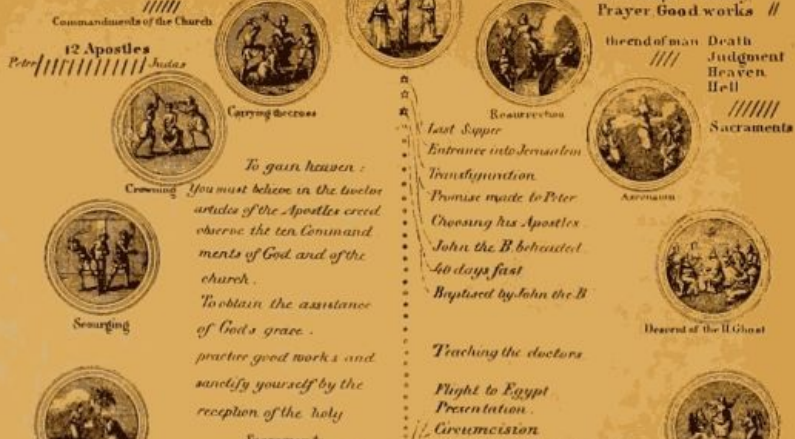 Commandments of the Church
12 Apostles
Peter Judas
Carrying the cross
Crowning
Scourging
To gain heaven :
You must believe in the twelve
articles of the Apostles creed
observe the ten Command
ments of God and of the
church .
To obtain the assistance
of God's grace .
practice good works and
sanctify yourself by the
reception of the holy
Resurrection
Last Supper
Entrance into Jerusalem
Transfiguration
Promise made to Peter
Choosing his Apostles
John the B. beheaded
40 days fast
Baptised by John the B
Teaching the doctors
Flight to Egypt
Presentation .
Circumcision
Prayer, Good works
the end of man Death
Judgment
Heaven
Hell
Sacraments
Ascension
Descend of the H. Ghost